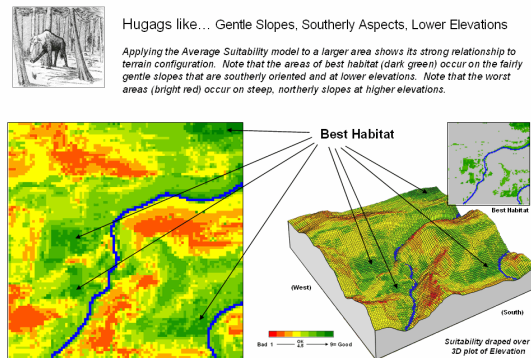 Hugags like… Gentle Slopes, Southerly Aspects, Lower Elevations
Applying the Average Suitability model to a larger area shows its strong relationship to
terrain configuration. Note that the areas of best habitat (dark green) occur on the fairly
gentle slopes that are southerly oriented and at lower elevations. Note that the worst
areas (bright red) occur on steep, northerly slopes at higher elevations.
Best Habitat
Best Habitat
(West)
(South)
Bad 1
OK
4.5
9= Good
Suitability draped over
3D plot of Elevation